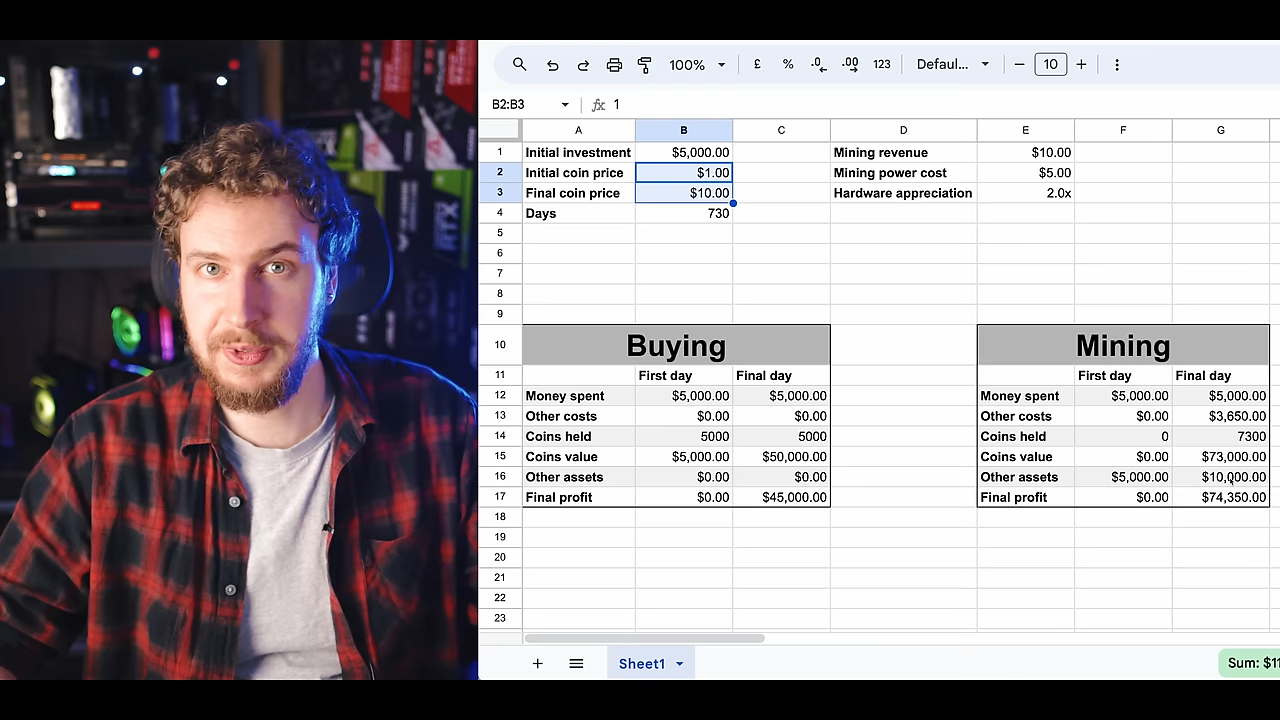 100% £ % .0 .00 123 Defaul... − 10 +
B2:B3 fx 1
A B C D E F G
1 Initial investment $5,000.00 Mining revenue $10.00
2 Initial coin price $1.00 Mining power cost $5.00
3 Final coin price $10.00 Hardware appreciation 2.0x
4 Days 730
5
6
7
8
9
10 Buying Mining
11 First day Final day First day Final day
12 Money spent $5,000.00 $5,000.00 Money spent $5,000.00 $5,000.00
13 Other costs $0.00 $0.00 Other costs $0.00 $3,650.00
14 Coins held 5000 5000 Coins held 0 7300
15 Coins value $5,000.00 $50,000.00 Coins value $0.00 $73,000.00
16 Other assets $0.00 $0.00 Other assets $5,000.00 $10,000.00
17 Final profit $0.00 $45,000.00 Final profit $0.00 $74,350.00
18
19
20
21
22
23
+ Sheet1 Sum: $11
RTX